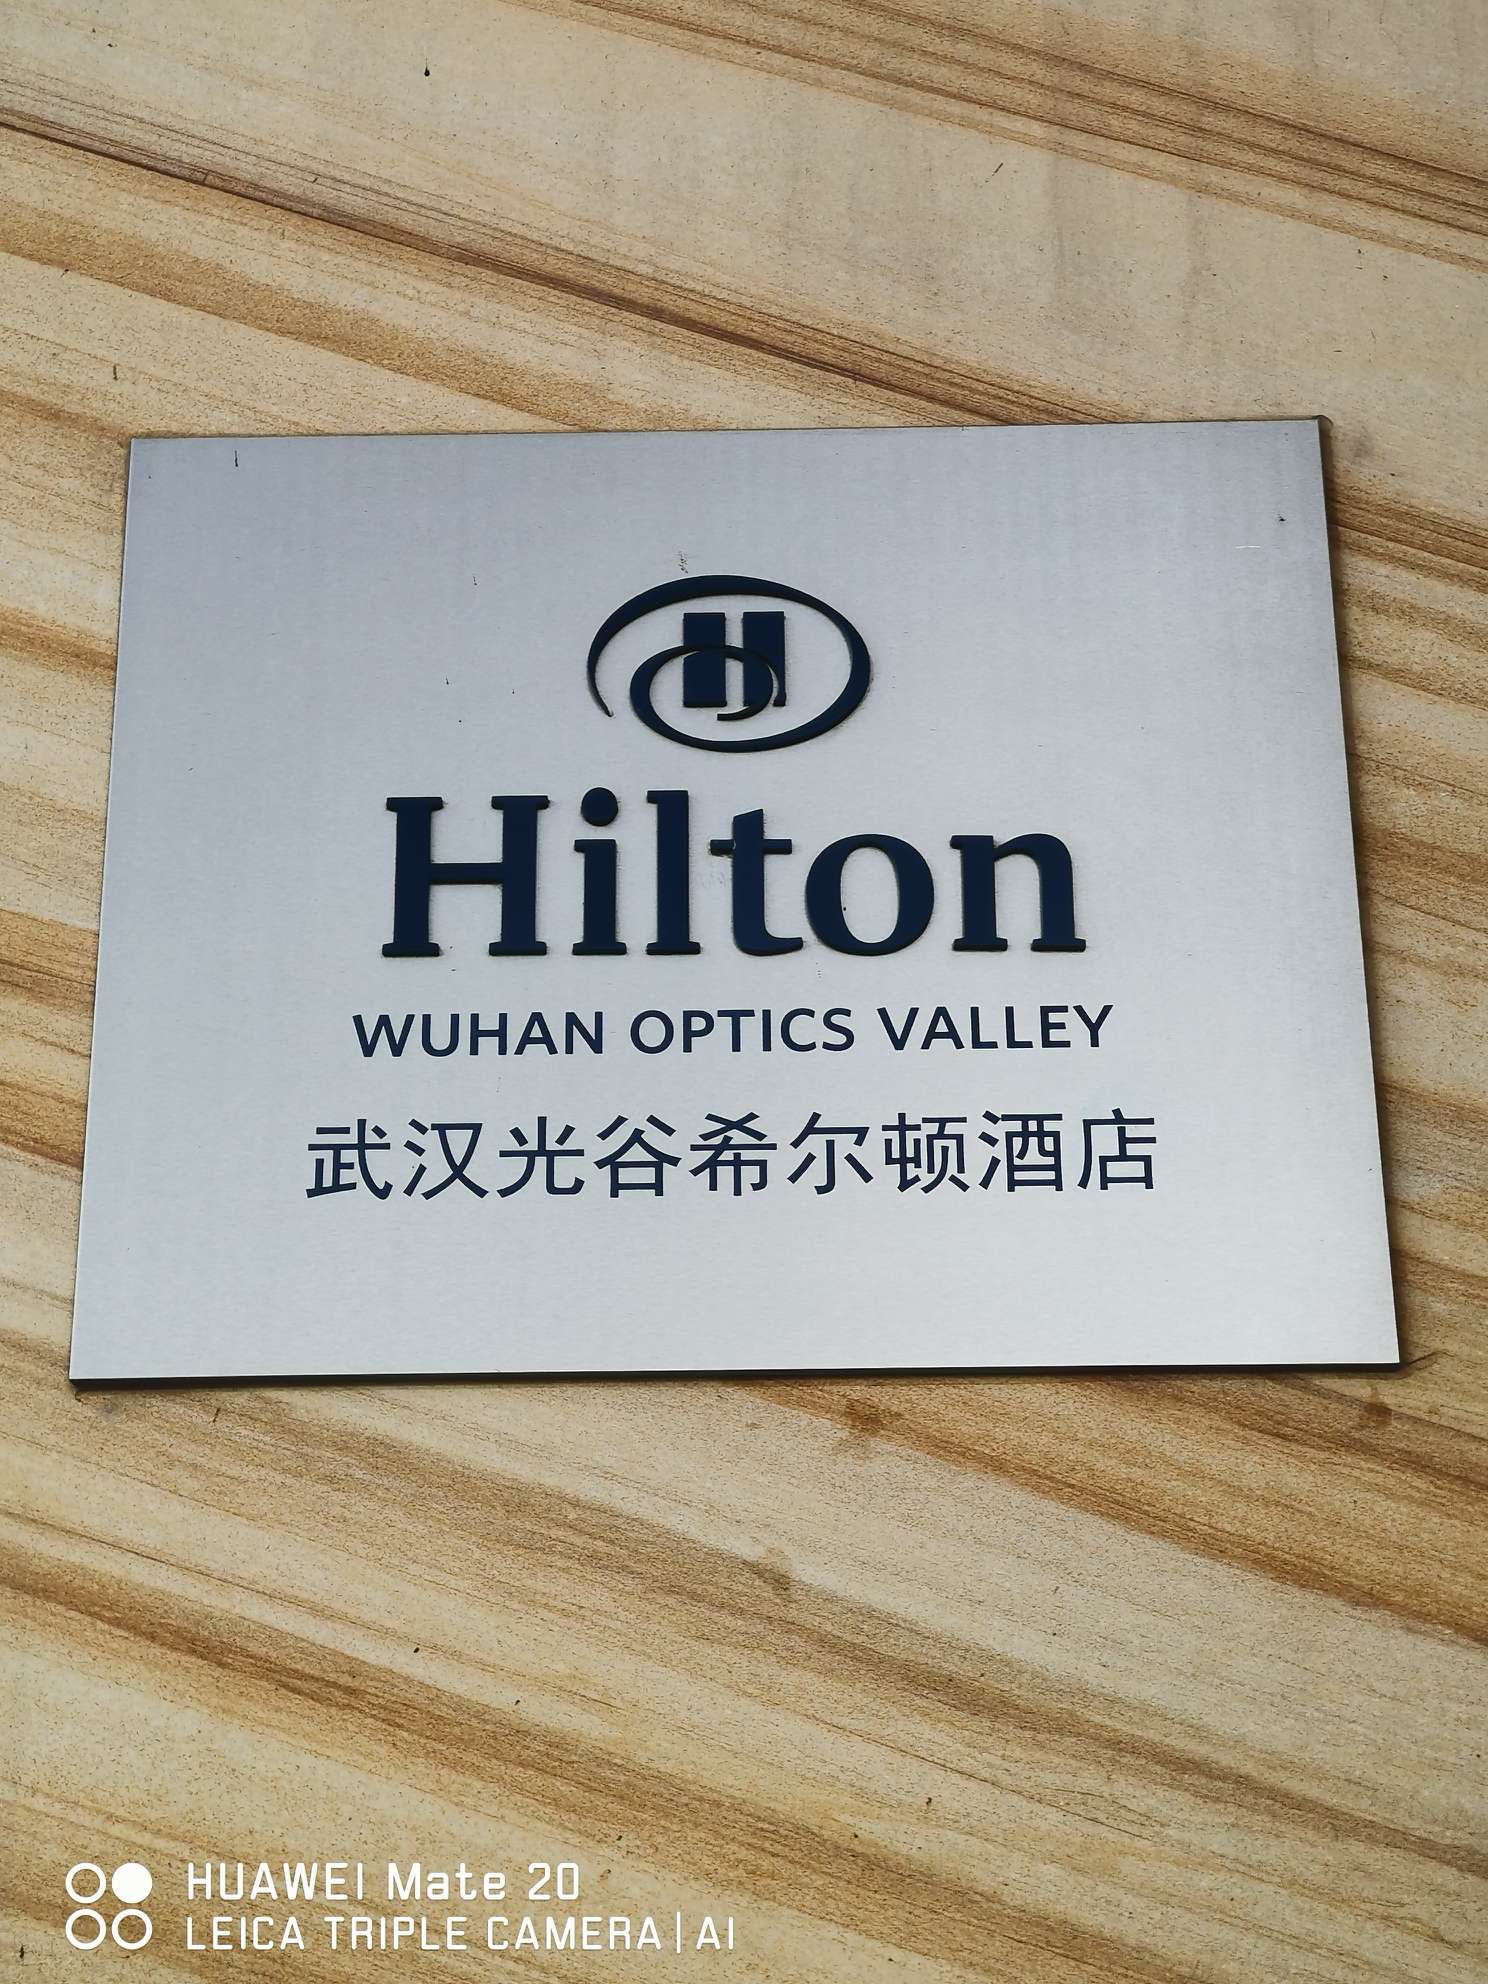 H
Hilton
WUHAN OPTICS VALLEY
武汉光谷希尔顿酒店
HUAWEI Mate 20
LEICA TRIPLE CAMERA | AI